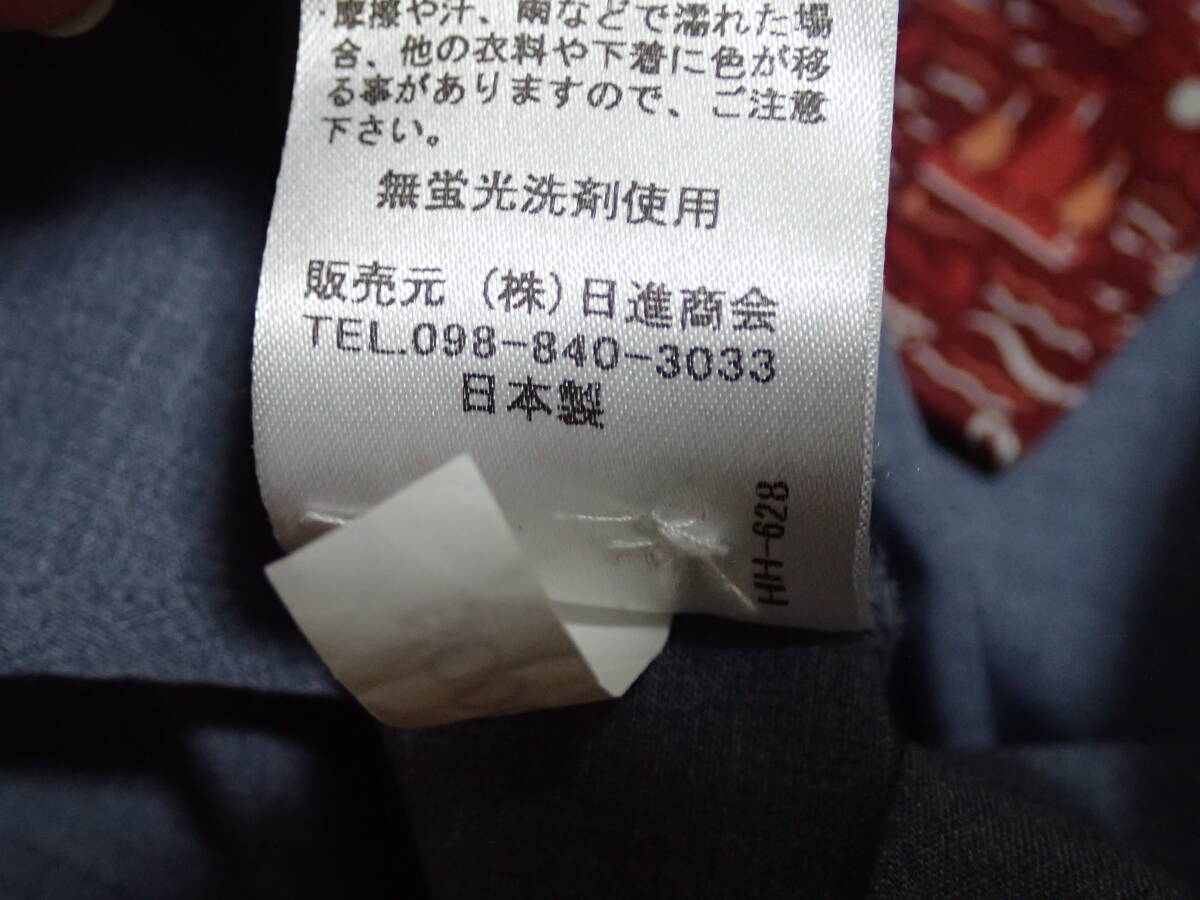 ・摩擦や汗、雨などで濡れた場
合、他の衣料や下着に色が移
る事がありますので、ご注意
下さい。
無蛍光洗剤使用
販売元 (株)日進商会
TEL.098-840-3033
日本製
HH-628